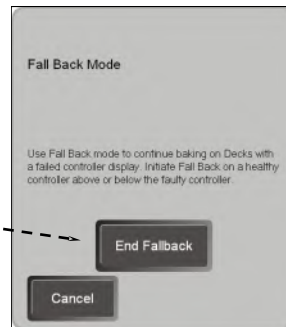 Fall Back Mode
Use Fall Back mode to continue baking on Decks with
a failed controller display. Initiate Fall Back on a healthy
controller above or below the faulty controller.
End Fallback
Cancel